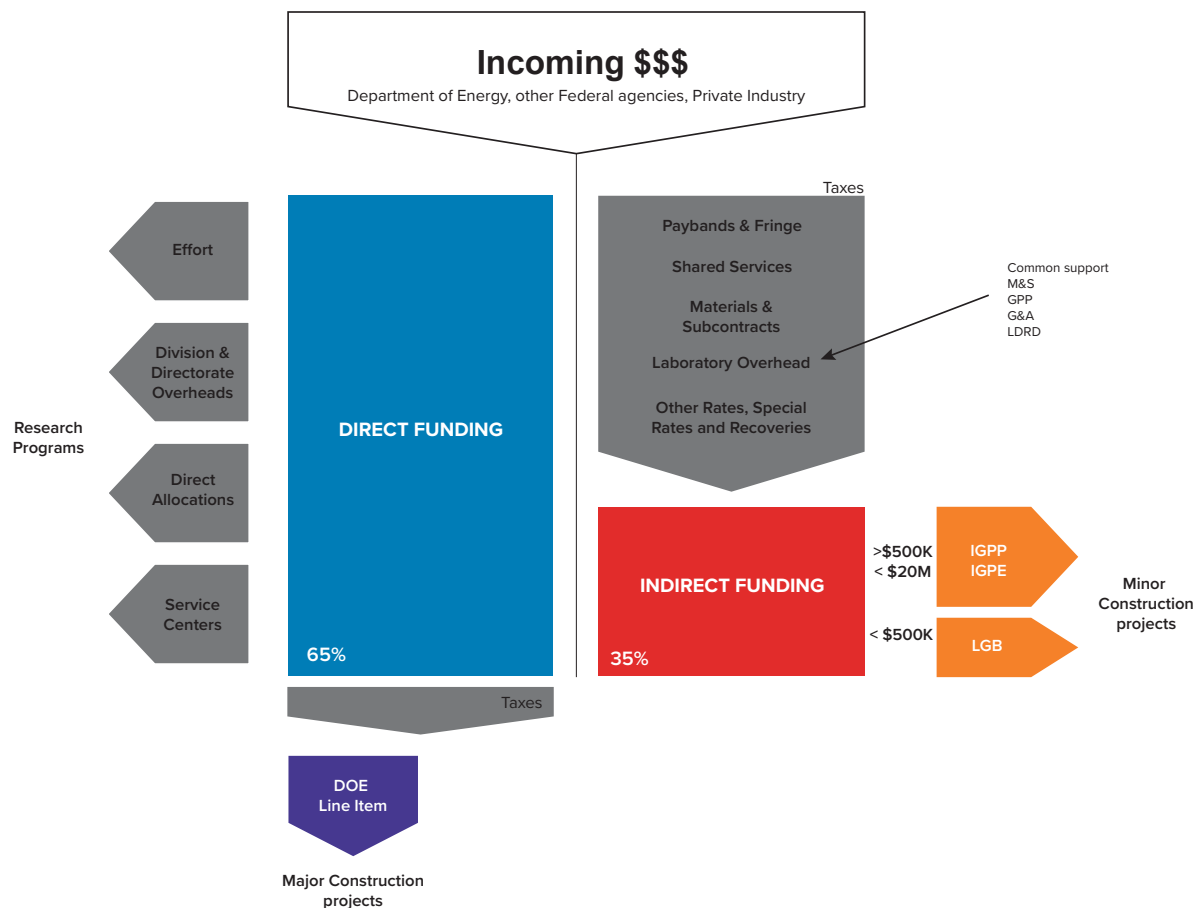 Incoming $$$
Department of Energy, other Federal agencies, Private Industry
Research
Programs
Effort
Division &
Directorate
Overheads
Direct
Allocations
Service
Centers
DIRECT FUNDING
65%
Taxes
DOE
Line Item
Major Construction
projects
Taxes
Paybands & Fringe
Shared Services
Materials &
Subcontracts
Laboratory Overhead
Other Rates, Special
Rates and Recoveries
Common support
M&S
GPP
G&A
LDRD
INDIRECT FUNDING
35%
>$500K
< $20M
IGPP
IGPE
< $500K
LGB
Minor
Construction
projects